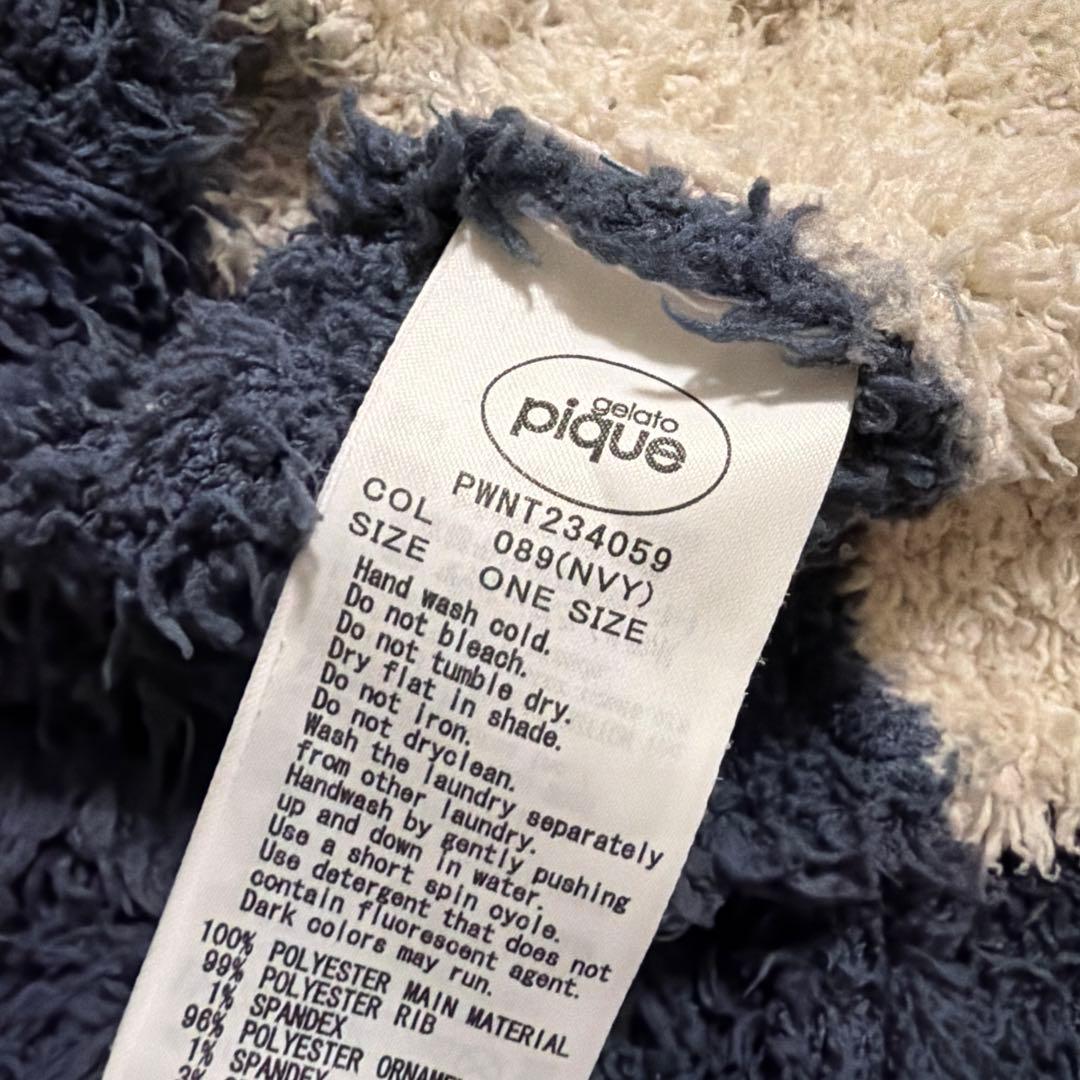 gelato
pique
PWNT234059
COL 089(NVY)
SIZE ONE SIZE
Hand wash cold.
Do not bleach.
Do not tumble dry.
Dry flat in shade.
Do not iron.
Do not dryclean.
Wash the laundry separately
from other laundry.
Handwash by gently pushing
up and down in water.
Use a short spin cycle.
Use detergent that does not
contain fluorescent agent.
Dark colors may run.
100% POLYESTER MAIN MATERIAL
99% POLYESTER RIB
1% SPANDEX
96% POLYESTER
1% SPANDEX
3%